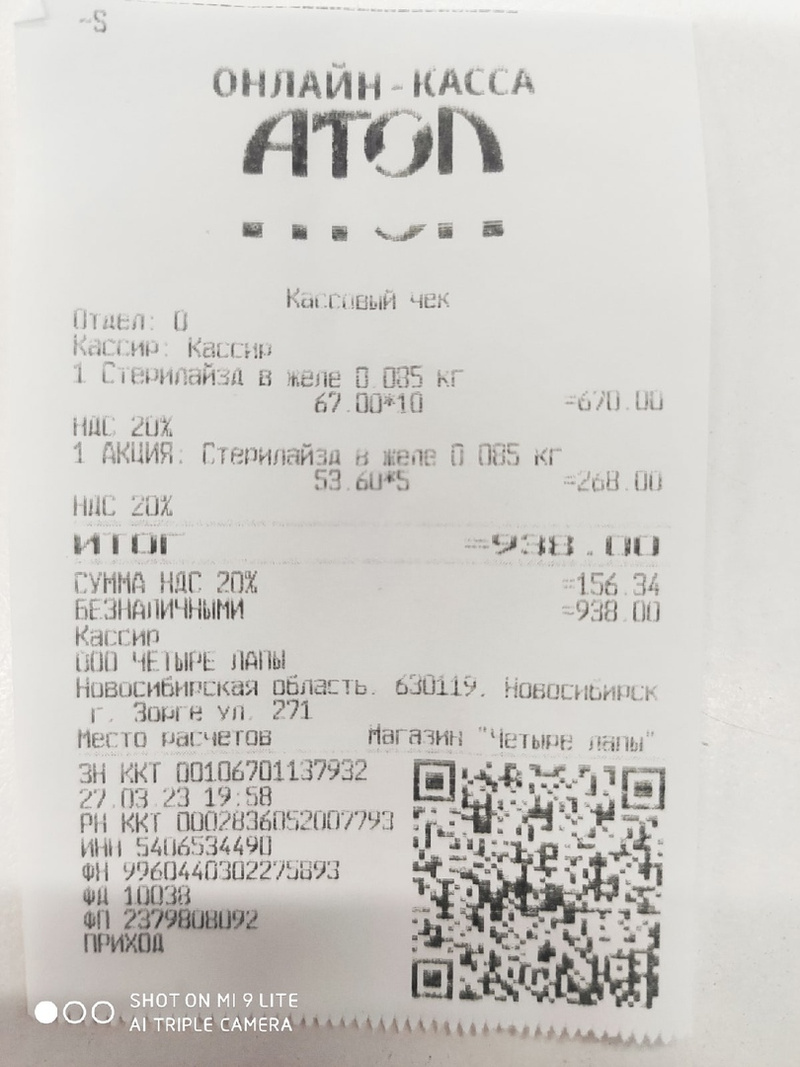 ~S
ОНЛАЙН-КАССА
АТОЛ
Кассовый чек
Отдел: 0
Кассир: Кассир
1 Стерилайзд в желе 0.085 кг
67.00*10 =670.00
НДС 20%
1 АКЦИЯ: Стерилайзд в желе 0.085 кг
53.60*5 =268.00
НДС 20%
ИТОГ =938.00
СУММА НДС 20% =156.34
БЕЗНАЛИЧНЫМИ =938.00
Кассир
ООО ЧЕТЫРЕ ЛАПЫ
Новосибирская область, 630119, Новосибирск
г, Зорге ул, 271
Место расчетов Магазин "Четыре лапы"
ЗН ККТ 00106701137932
27.03.23 19:58
РН ККТ 0002836052007793
ИНН 5406534490
ФН 9960440302275893
ФД 10038
ФП 2379808092
ПРИХОД
SHOT ON MI 9 LITE
AI TRIPLE CAMERA